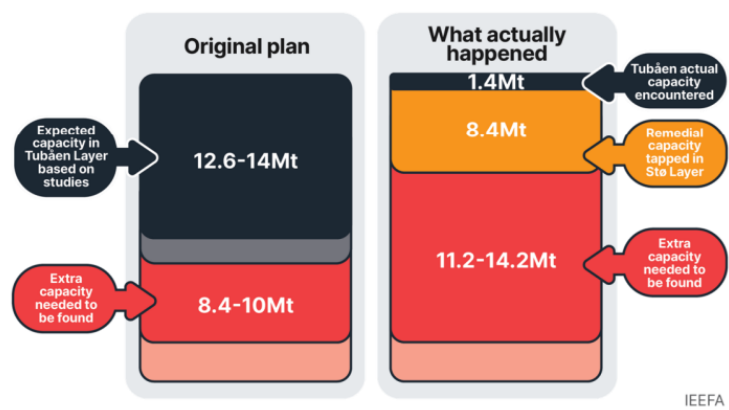 Original plan
What actually
happened
Expected
capacity in
Tubåen Layer
based on
studies
12.6-14Mt
Extra
capacity
needed to
be found
8.4-10Mt
1.4Mt
Tubåen actual
capacity
encountered
8.4Mt
Remedial
capacity
tapped in
Stø Layer
11.2-14.2Mt
Extra
capacity
needed to
be found
IEEFA